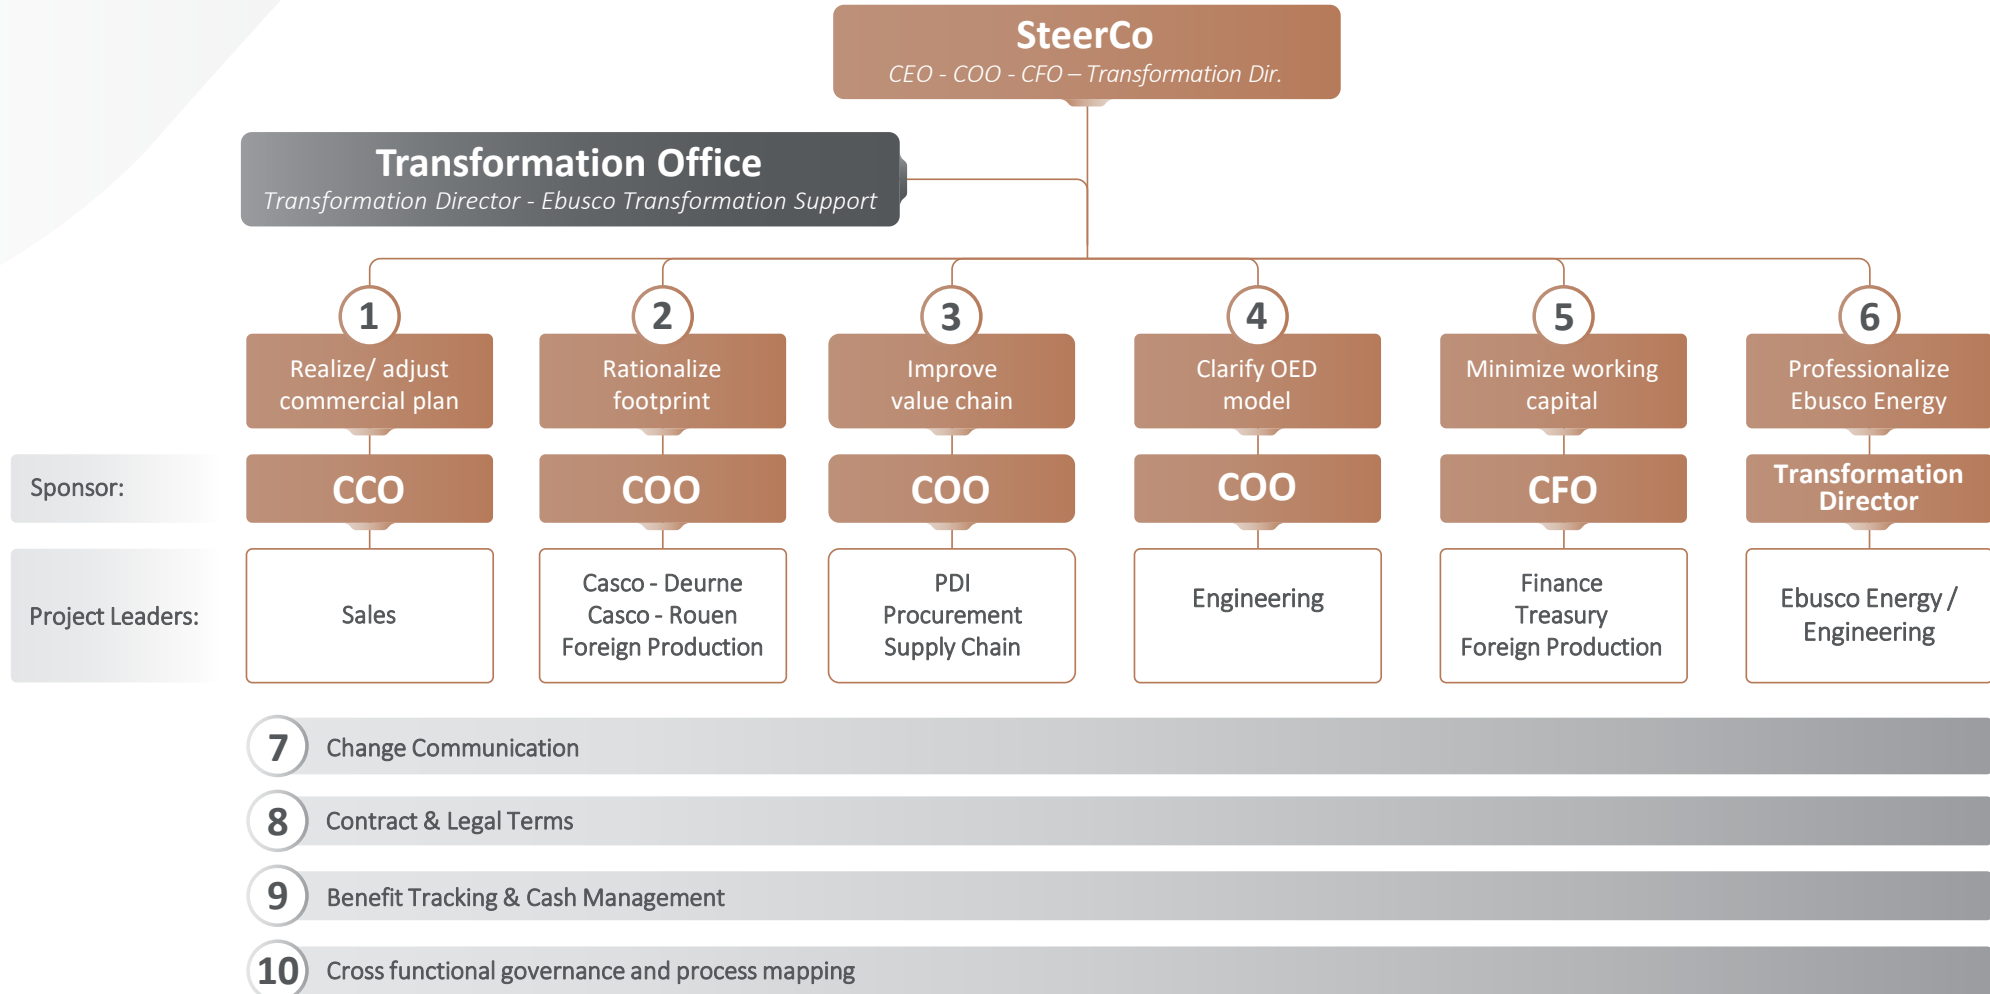 SteerCo
CEO - COO - CFO – Transformation Dir.
Transformation Office
Transformation Director - Ebusco Transformation Support
1
2
3
4
5
6
Realize/ adjust
commercial plan
Rationalize
footprint
Improve
value chain
Clarify OED
model
Minimize working
capital
Professionalize
Ebusco Energy
Sponsor:
CCO
COO
COO
COO
CFO
Transformation
Director
Project Leaders:
Sales
Casco - Deurne
Casco - Rouen
Foreign Production
PDI
Procurement
Supply Chain
Engineering
Finance
Treasury
Foreign Production
Ebusco Energy /
Engineering
7
Change Communication
8
Contract & Legal Terms
9
Benefit Tracking & Cash Management
10
Cross functional governance and process mapping